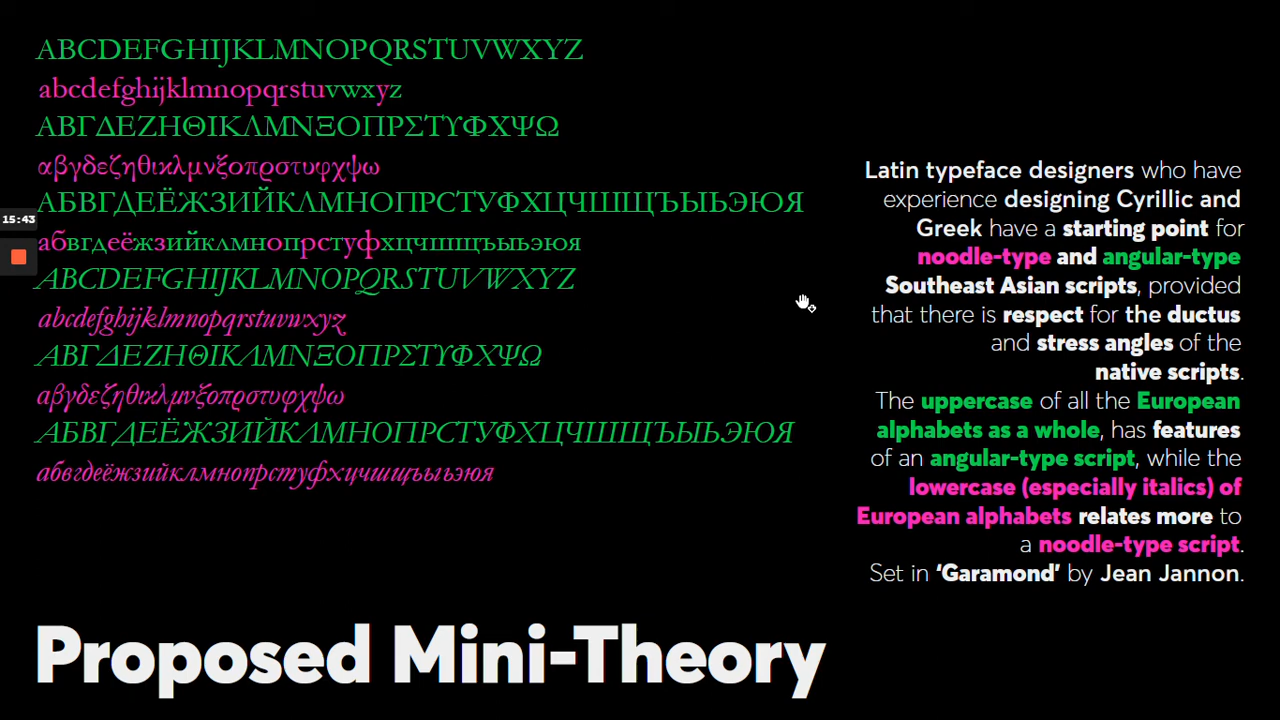 ABCDEFGHIJKLMNOPQRSTUVWXYZ
abcdefghijklmnopqrstuvwxyz
ΑΒΓΔΕΖΗΘΙΚΛΜΝΞΟΠΡΣΤΥΦΧΨΩ
αβγδεζηθικλμνξοπρστυφχψω
АБВГДЕЁЖЗИЙКЛМНОПРСТУФХЦЧШЩЪЫЬЭЮЯ
абвгдеёжзийклмнопрстуфхцчшщъыьэюя
ABCDEFGHIJKLMNOPQRSTUVWXYZ
abcdefghijklmnopqrstuvwxyz
ΑΒΓΔΕΖΗΘΙΚΛΜΝΞΟΠΡΣΤΥΦΧΨΩ
αβγδεζηθικλμνξοπρστυφχψω
АБВГДЕЁЖЗИЙКЛМНОПРСТУФХЦЧШЩЪЫЬЭЮЯ
абвгдеёжзийклмнопрстуфхцчшщъыьэюя
15:43
Latin typeface designers who have
experience designing Cyrillic and
Greek have a starting point for
noodle-type and angular-type
Southeast Asian scripts, provided
that there is respect for the ductus
and stress angles of the
native scripts.
The uppercase of all the European
alphabets as a whole, has features
of an angular-type script, while the
lowercase (especially italics) of
European alphabets relates more to
a noodle-type script.
Set in ‘Garamond’ by Jean Jannon.
Proposed Mini-Theory